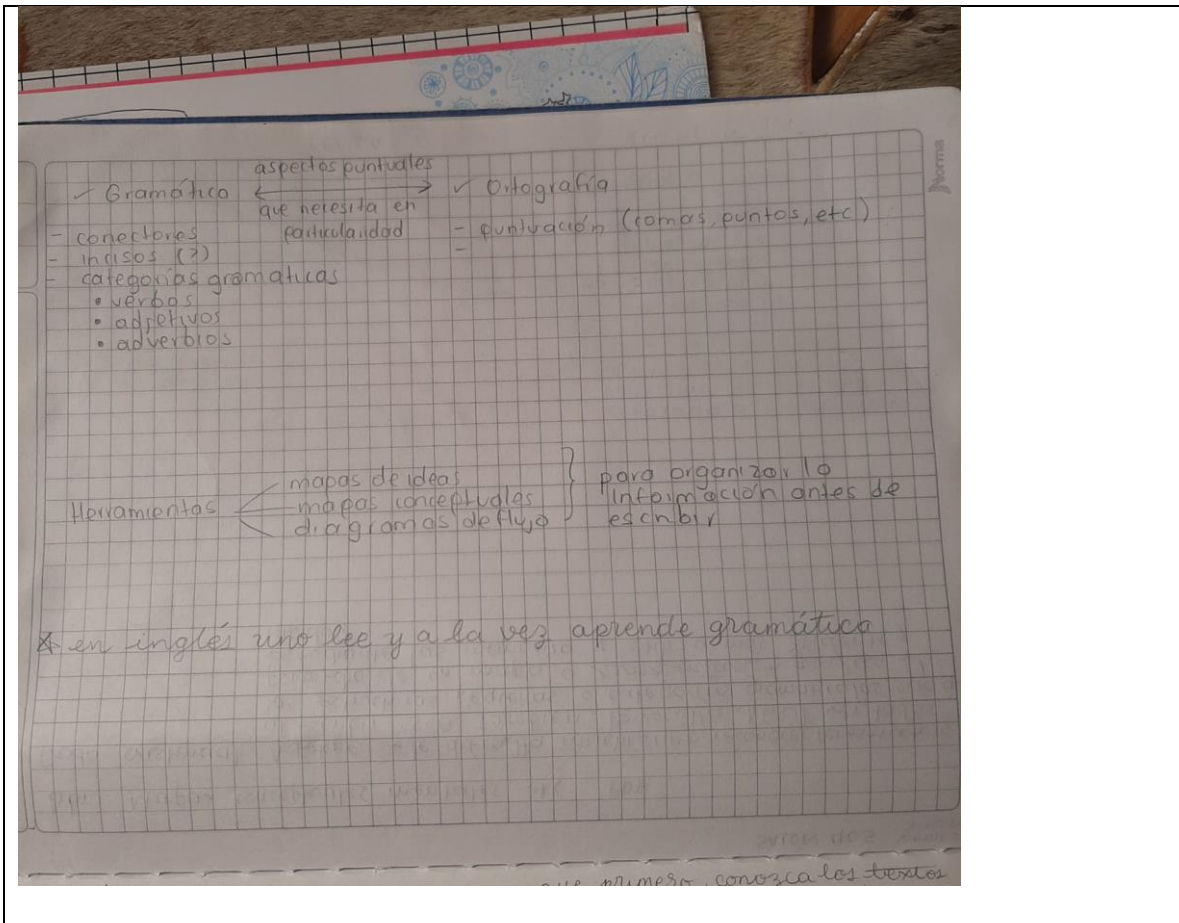 Norma
aspectos puntuales
✓ Gramática ⟷ ✓ Ortografía
que necesita en
particularidad
- conectores
- puntuación (comas, puntos, etc)
- incisos (?)
-
- categorías gramaticas
• verbos
• adjetivos
• adverbios
mapas de ideas
Herramientas mapas conceptuales
diagramas de flujo
para organizar la
información antes de
escribir
* en inglés uno lee y a la vez aprende gramática
primero conozca los textos